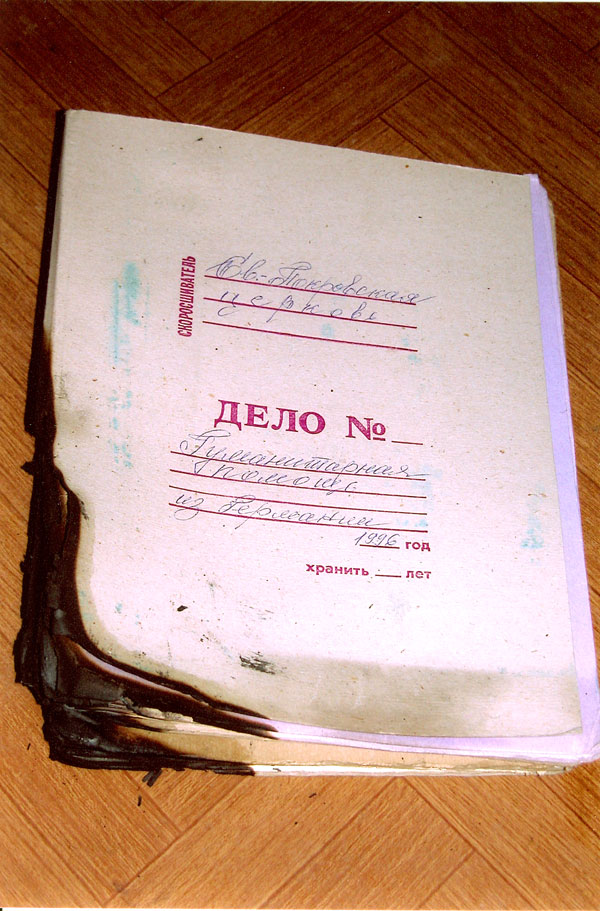 СКОРОСШИВАТЕЛЬ
Св.-Покровская
церковь
ДЕЛО №
Гуманитарная
помощь
из Германии
1996 год
хранить лет